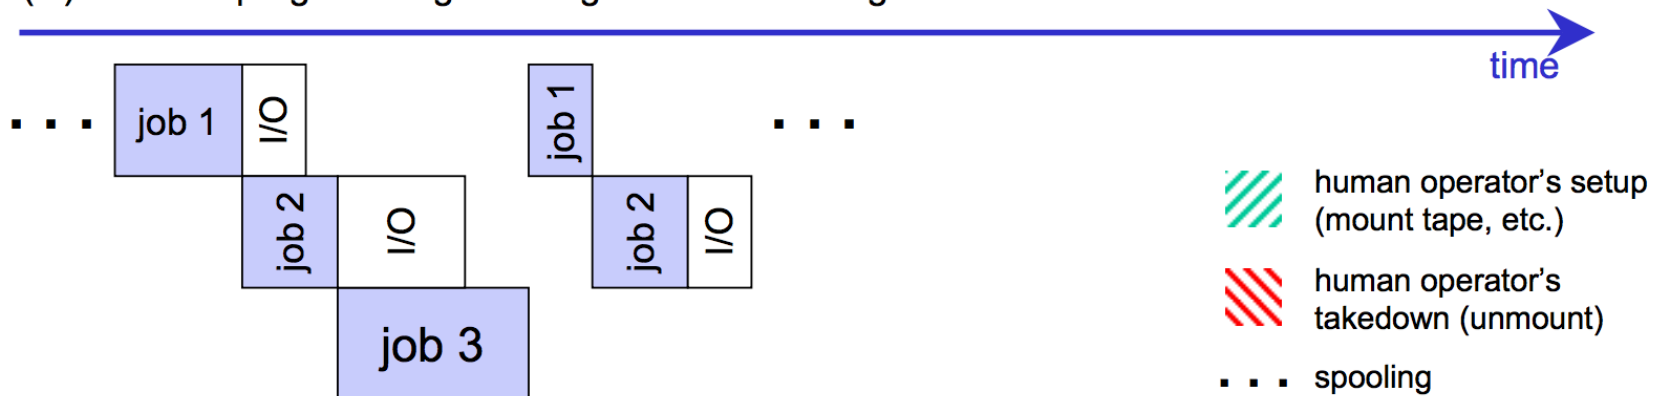 time
job 1
I/O
job 1
job 2
I/O
job 2
I/O
job 3
human operator's setup
(mount tape, etc.)
human operator's
takedown (unmount)
spooling